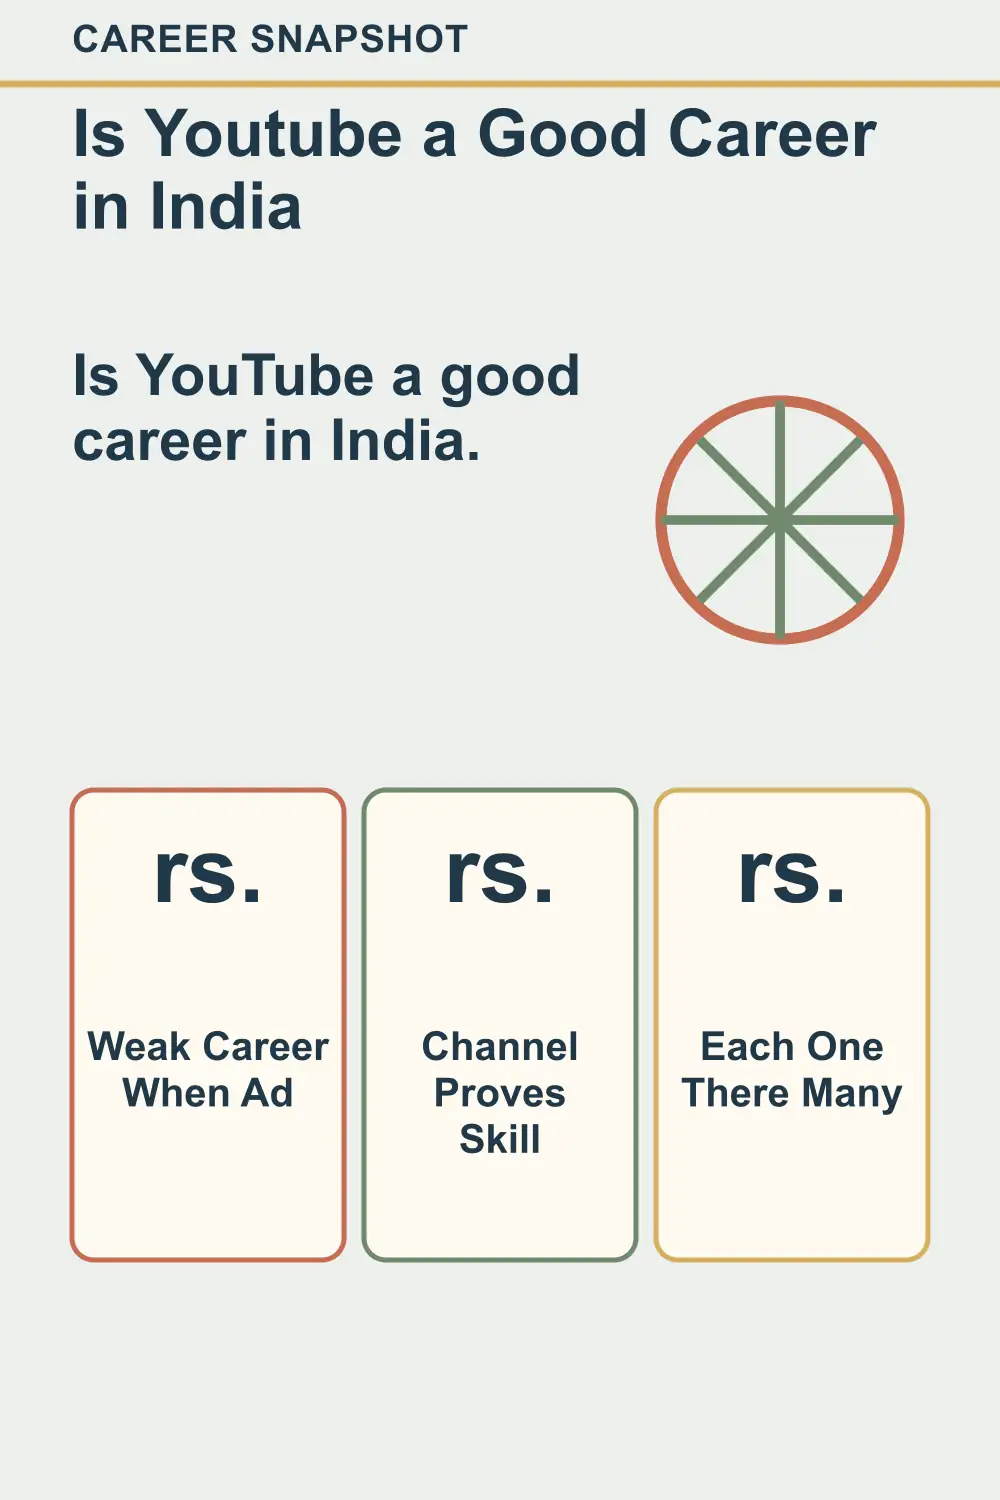 CAREER SNAPSHOT
Is Youtube a Good Career
in India
Is YouTube a good
career in India.
rs.
Weak Career
When Ad
rs.
Channel
Proves
Skill
rs.
Each One
There Many